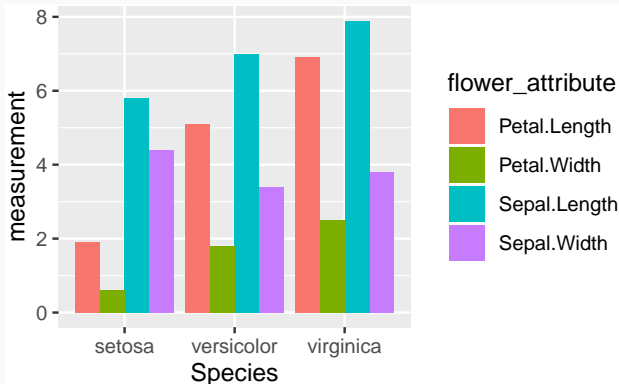 measurement
8
6
4
2
0
setosa versicolor virginica
Species
flower_attribute
Petal.Length
Petal.Width
Sepal.Length
Sepal.Width